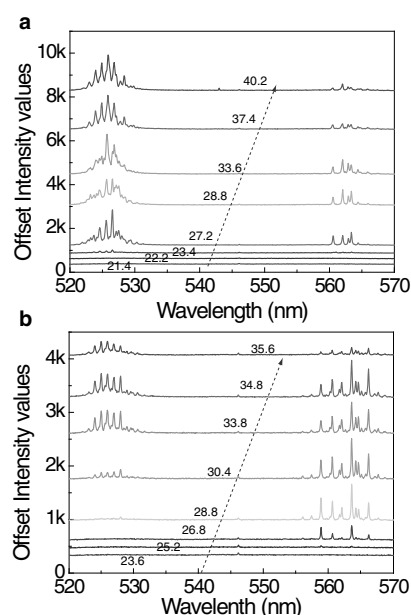 a
10k
8k
6k
4k
2k
0
Offset Intensity values
40.2
37.4
33.6
28.8
27.2
23.4
22.2
21.4
520 530 540 550 560 570
Wavelength (nm)
b
4k
3k
2k
1k
0
Offset Intensity values
35.6
34.8
33.8
30.4
28.8
26.8
25.2
23.6
520 530 540 550 560 570
Wavelenth (nm)